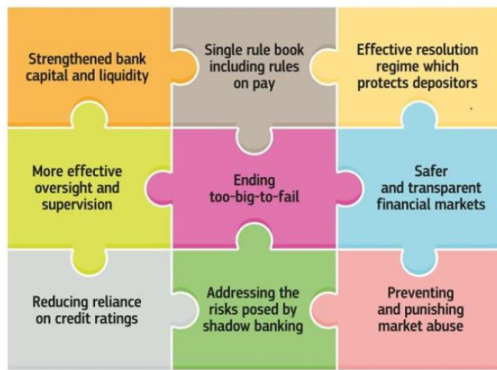 Strengthened bank
capital and liquidity
Single rule book
including rules
on pay
Effective resolution
regime which
protects depositors
More effective
oversight and
supervision
Ending
too-big-to-fail
Safer
and transparent
financial markets
Reducing reliance
on credit ratings
Addressing the
risks posed by
shadow banking
Preventing
and punishing
market abuse